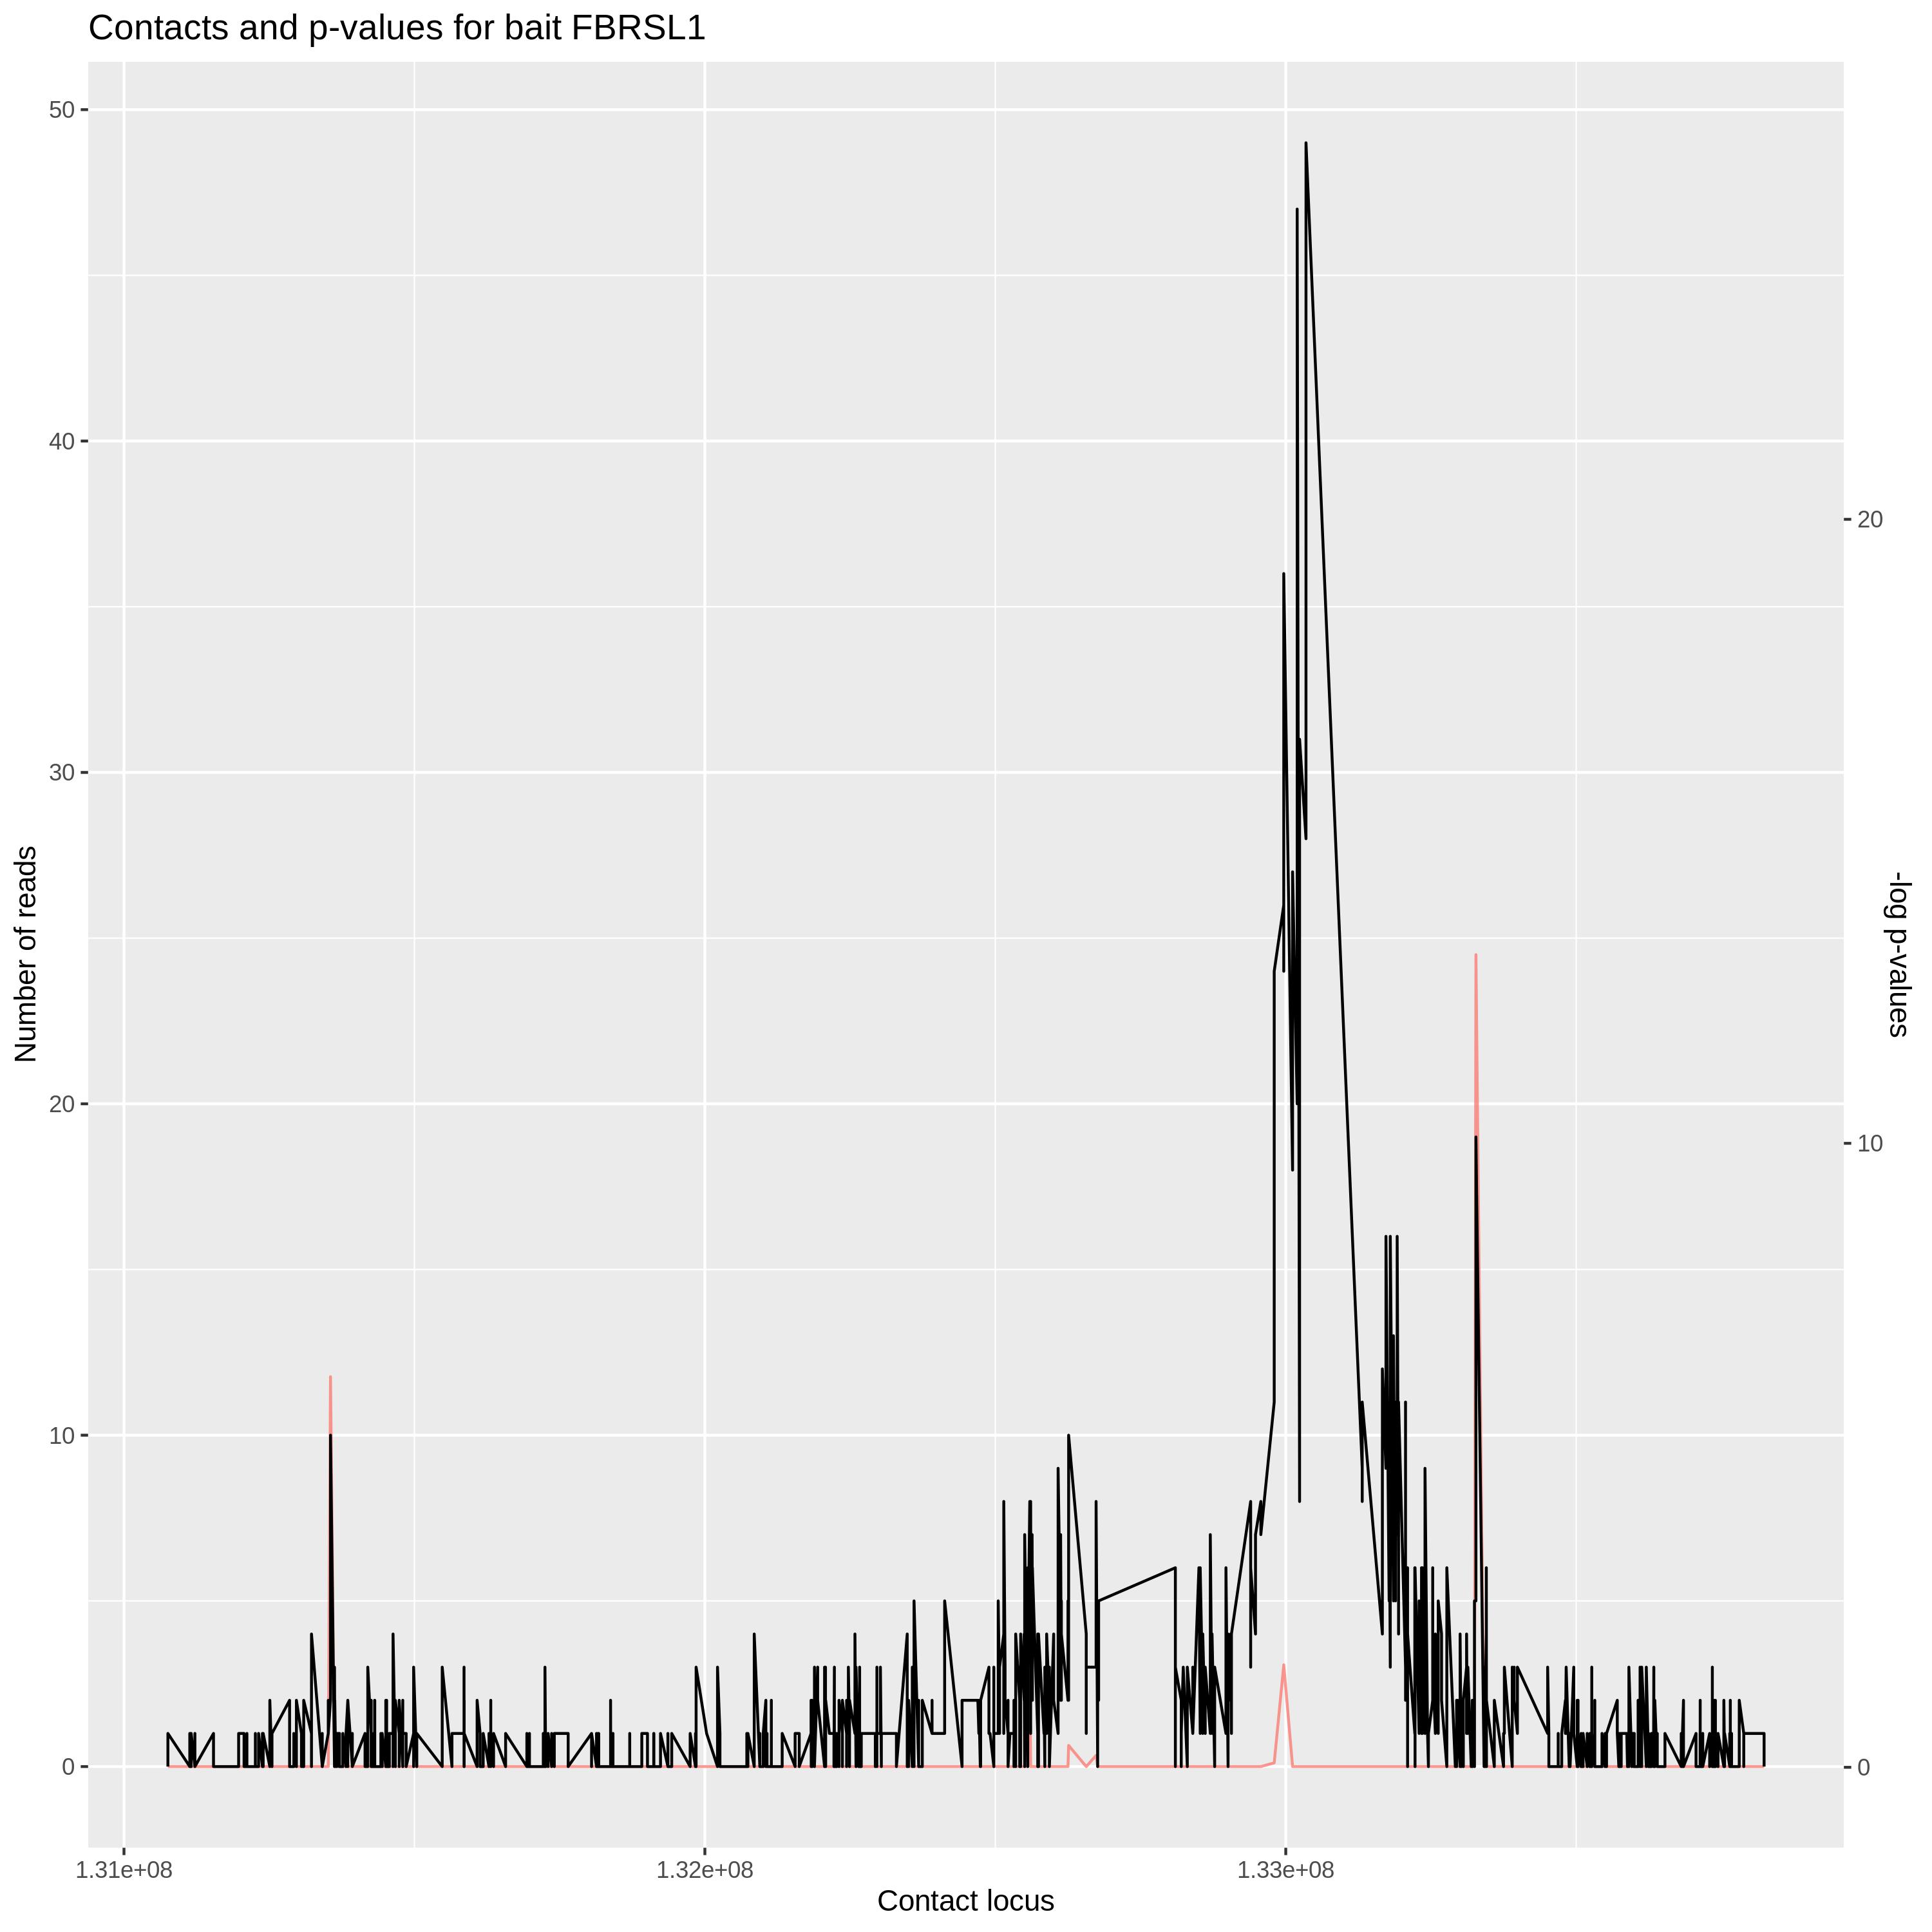 Contacts and p-values for bait FBRSL1
50
40
30
20
10
0
Number of reads
20
10
0
-log p-values
1.31e+08
1.32e+08
1.33e+08
Contact locus